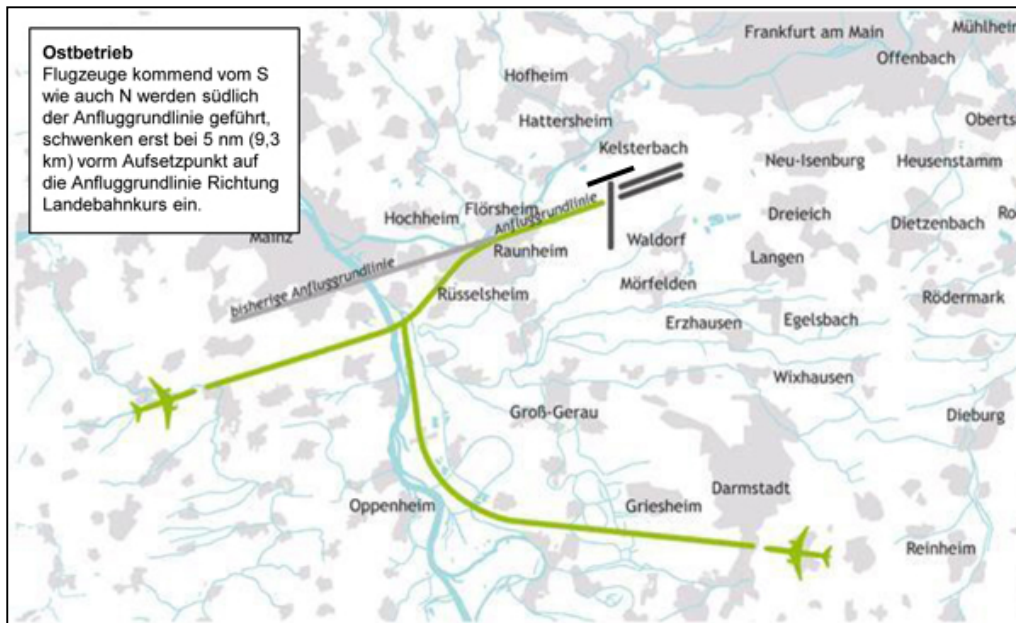 Ostbetrieb
Flugzeuge kommend vom S
wie auch N werden südlich
der Anfluggrundlinie geführt,
schwenken erst bei 5 nm (9,3
km) vorm Aufsetzpunkt auf
die Anfluggrundlinie Richtung
Landebahnkurs ein.
Frankfurt am Main
Mühlheim
Offenbach
Hofheim
Hattersheim
Oberts
Kelsterbach
Neu-Isenburg
Heusenstamm
Flörsheim
Hochheim
Anfluggrundlinie
Dreieich
Dietzenbach
Ro
Mainz
Raunheim
Waldorf
Langen
bisherige Anfluggrundlinie
Rüsselsheim
Mörfelden
Rödermark
Erzhausen
Egelsbach
Wixhausen
Groß-Gerau
Dieburg
Oppenheim
Griesheim
Darmstadt
Reinheim